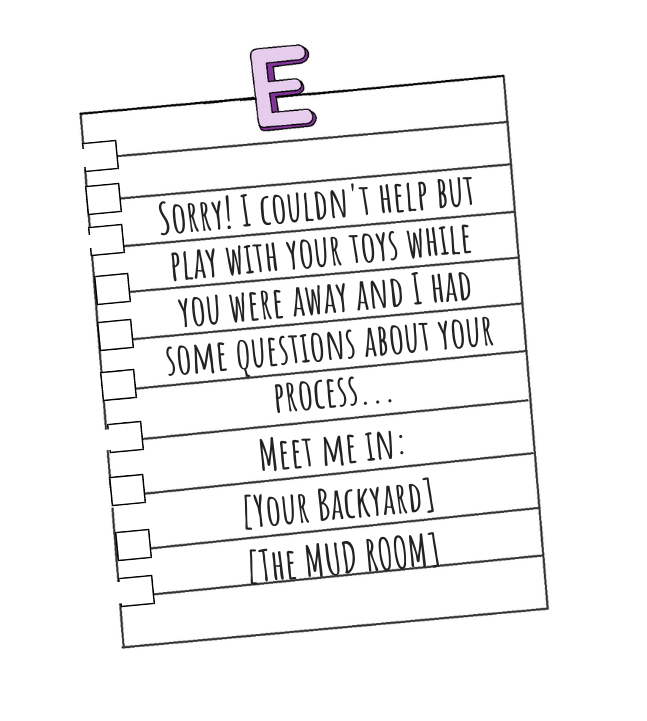 E
Sorry! I couldn't help but
play with your toys while
you were away and I had
some questions about your
process...
Meet me in:
[Your Backyard]
[The MUD ROOM]